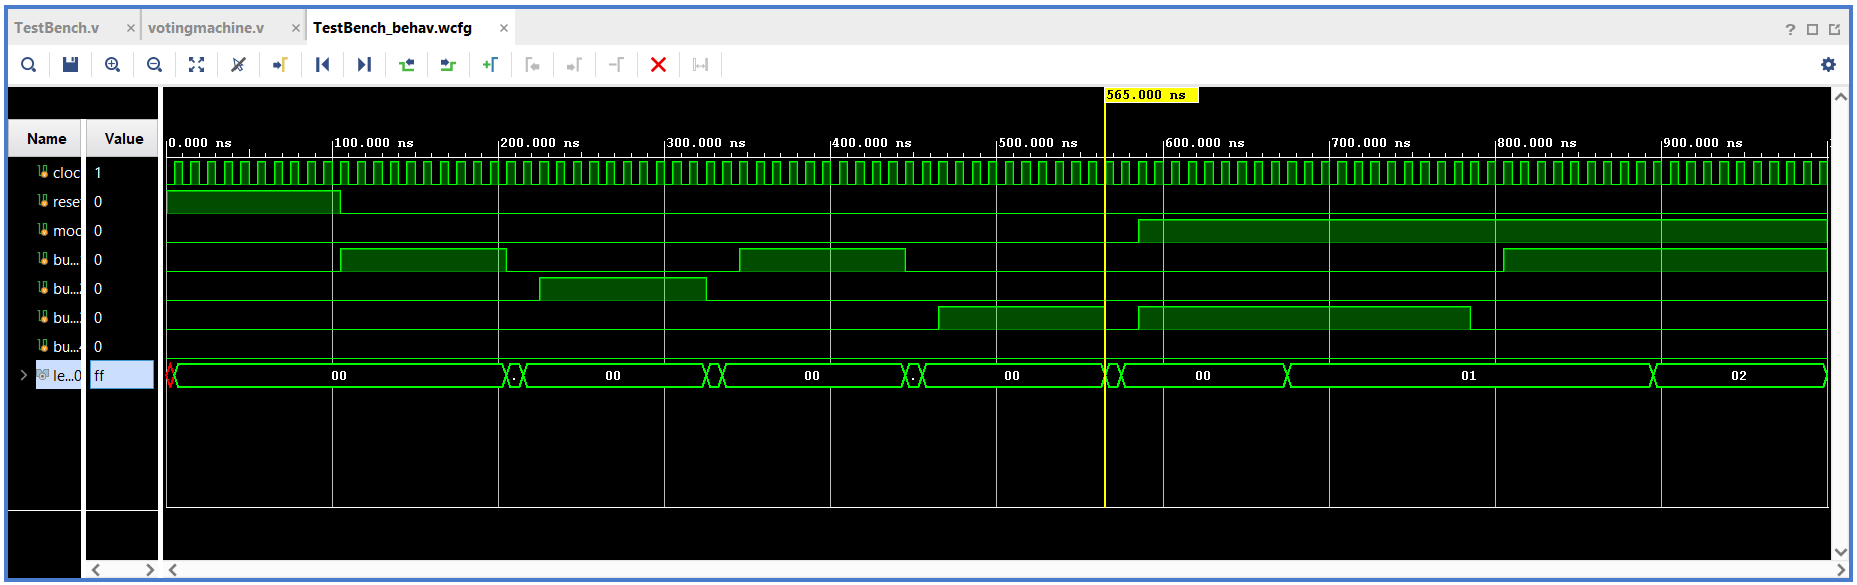 TestBench.v × votingmachine.v × TestBench_behav.wcfg ×
565.000 ns
Name Value
0.000 ns 100.000 ns 200.000 ns 300.000 ns 400.000 ns 500.000 ns 600.000 ns 700.000 ns 800.000 ns 900.000 ns
cloc 1
rese 0
moo 0
bu... 0
bu... 0
bu... 0
bu... 0
le...0 ff 00 . 00 00 . 00 00 01 02